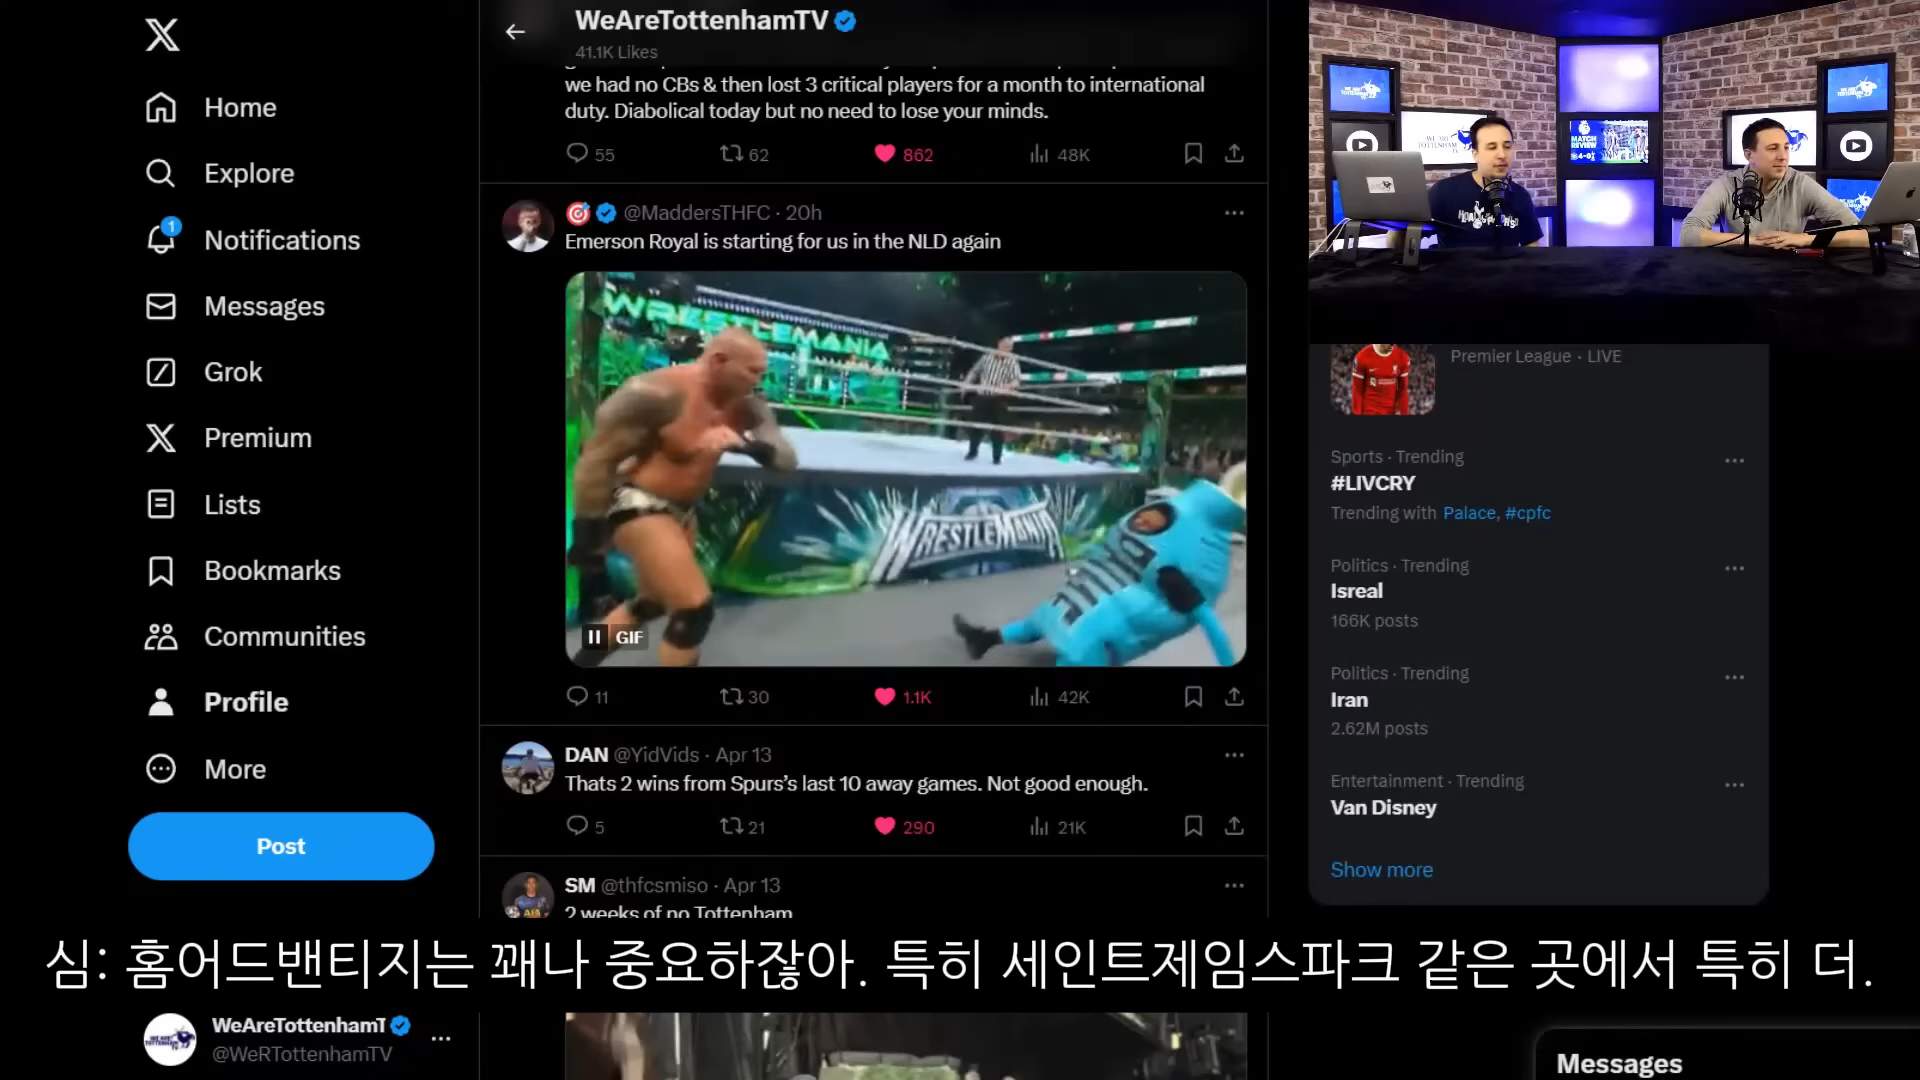 Home
Explore
1
Notifications
Messages
Grok
Premium
Lists
Bookmarks
Profile
More
Post
WeAreTottenhamT
@WeRTottenhamTV
WeAreTottenhamTV
41.1K Likes
we had no CBs & then lost 3 critical players for a month to international
duty. Diabolical today but no need to lose your minds.
55 62 862 48K
@MaddersTHFC · 20h
Emerson Royal is starting for us in the NLD again
WRESTLEMANIA
WRESTLEMANIA
PRIME
GIF
11 30 1.1K 42K
DAN @YidVids · Apr 13
Thats 2 wins from Spurs's last 10 away games. Not good enough.
5 21 290 21K
SM @thfcsmiso · Apr 13
2 weeks of no Tottenham
MATCH
REVIEW
4-0
Premier League · LIVE
Sports · Trending
#LIVCRY
Trending with Palace, #cpfc
Politics · Trending
Isreal
166K posts
Politics · Trending
Iran
2.62M posts
Entertainment · Trending
Van Disney
Show more
심: 홈어드밴티지는 꽤나 중요하잖아. 특히 세인트제임스파크 같은 곳에서 특히 더.
Messages